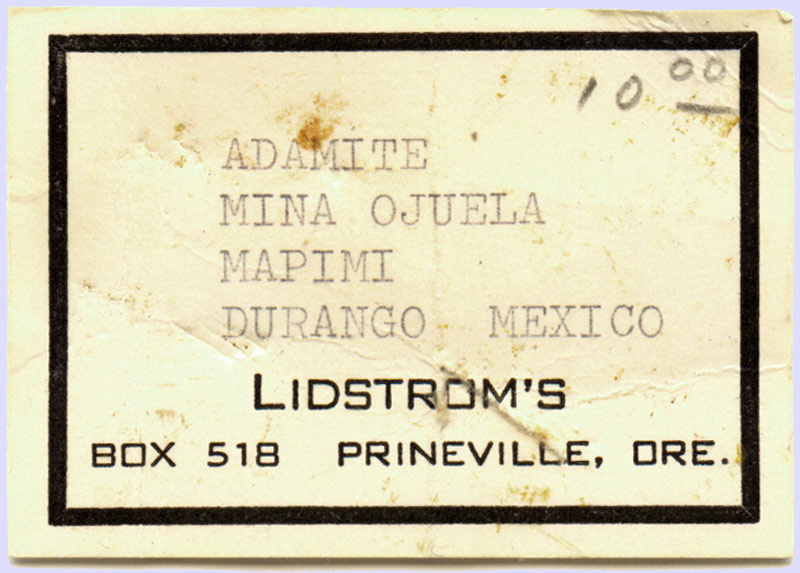 10 00
ADAMITE
MINA OJUELA
MAPIMI
DURANGO MEXICO
LIDSTROM'S
BOX 518 PRINEVILLE, ORE.